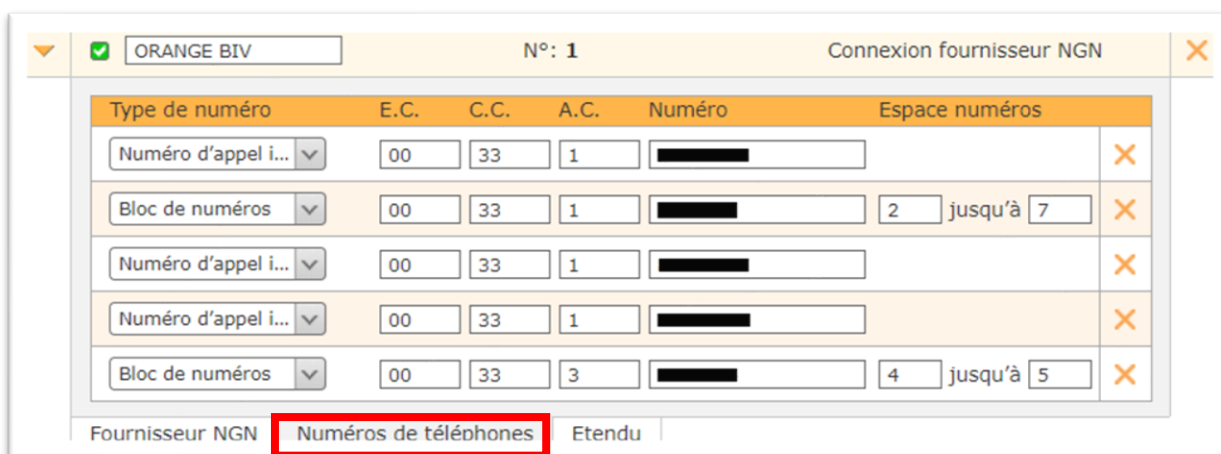 ORANGE BIV N°: 1 Connexion fournisseur NGN
Type de numéro E.C. C.C. A.C. Numéro Espace numéros
Numéro d'appel i... 00 33 1
Bloc de numéros 00 33 1 2 jusqu'à 7
Numéro d'appel i... 00 33 1
Numéro d'appel i... 00 33 1
Bloc de numéros 00 33 3 4 jusqu'à 5
Fournisseur NGN Numéros de téléphones Etendu